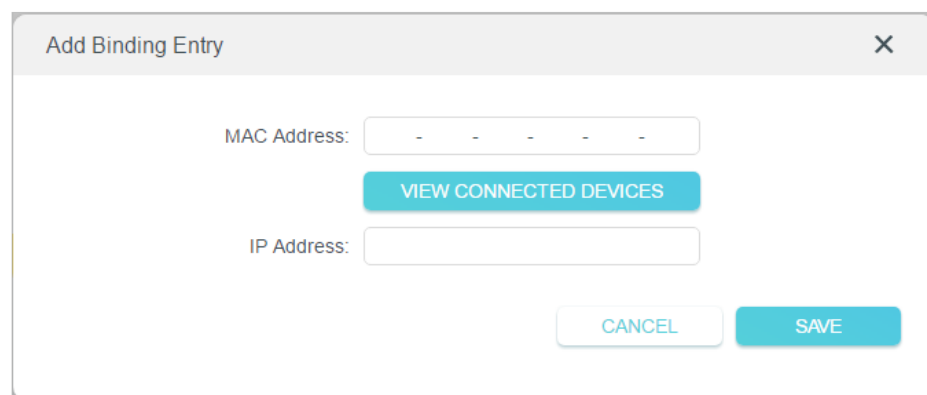 Add Binding Entry
MAC Address: - - - - -
VIEW CONNECTED DEVICES
IP Address:
CANCEL SAVE